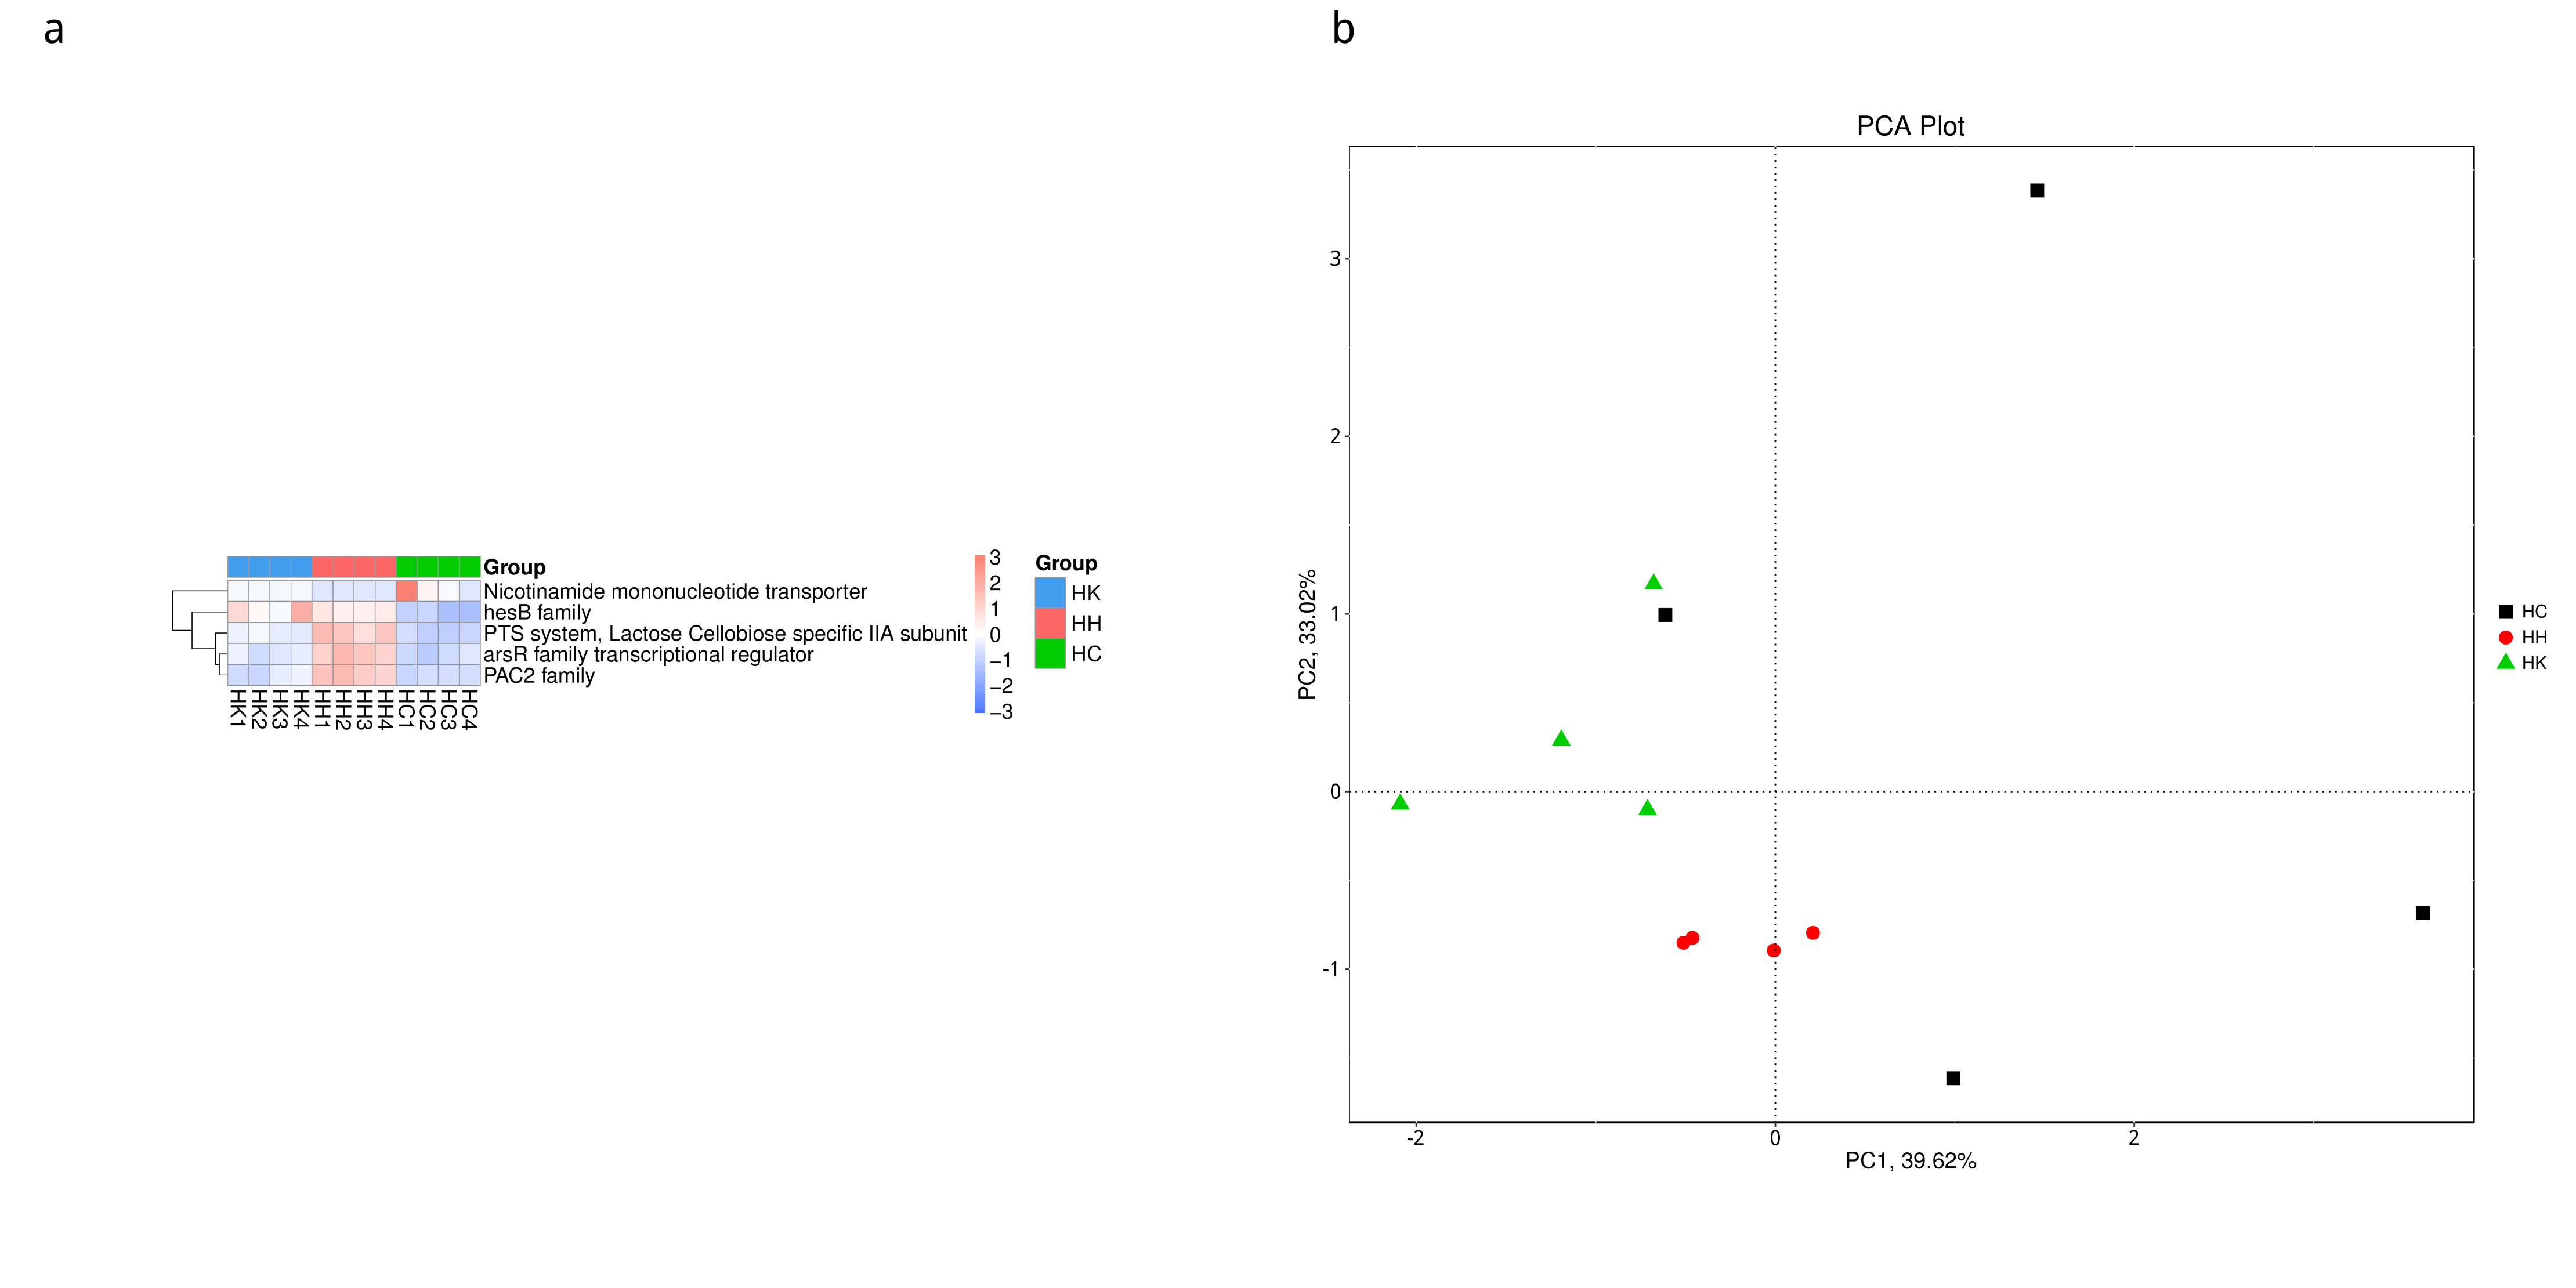 a
Group
Nicotinamide mononucleotide transporter
hesB family
PTS system, Lactose Cellobiose specific IIA subunit
arsR family transcriptional regulator
PAC2 family
HK1
HK2
HK3
HK4
HH1
HH2
HH3
HH4
HC1
HC2
HC3
HC4
3
2
1
0
−1
−2
−3
Group
HK
HH
HC
b
PCA Plot
PC2, 33.02%
3
2
1
0
-1
-2
0
2
PC1, 39.62%
HC
HH
HK